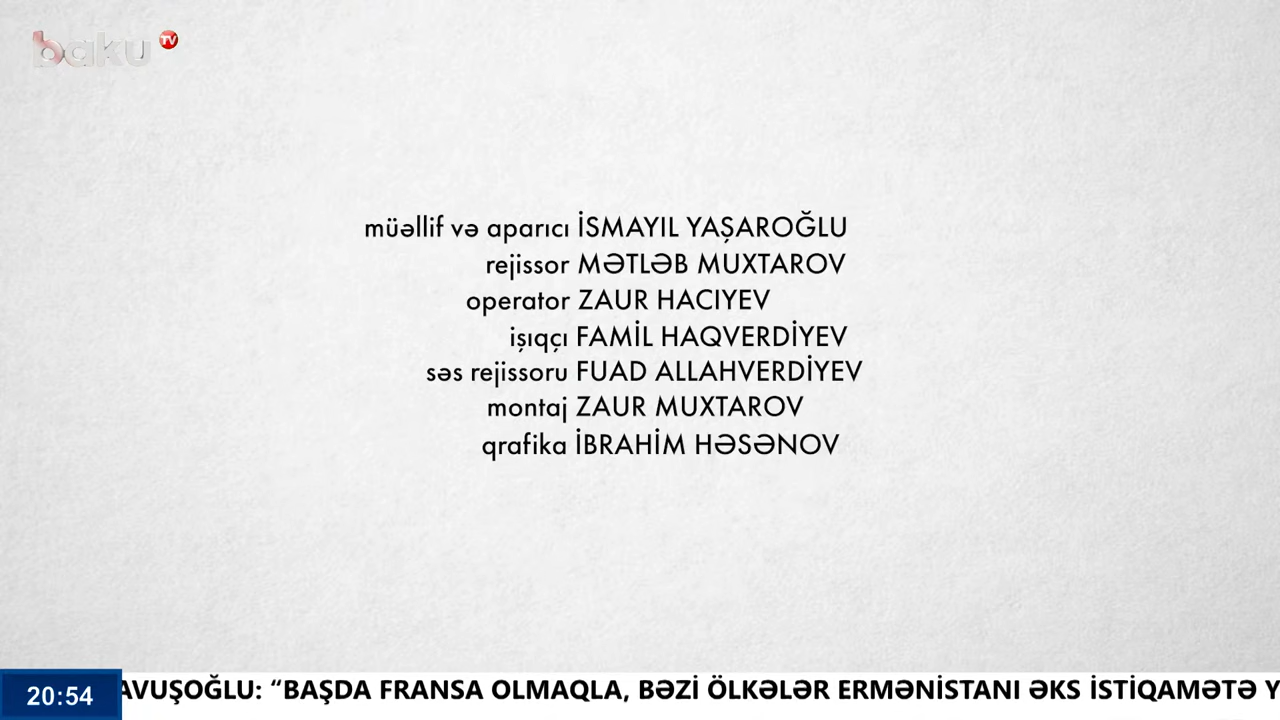 baku TV
müəllif və aparıcı İSMAYIL YAŞAROĞLU
rejissor MƏTLƏB MUXTAROV
operator ZAUR HACIYEV
işıqçı FAMİL HAQVERDİYEV
səs rejissoru FUAD ALLAHVERDİYEV
montaj ZAUR MUXTAROV
qrafika İBRAHİM HƏSƏNOV
20:54 AVUŞOĞLU: “BAŞDA FRANSA OLMAQLA, BƏZİ ÖLKƏLƏR ERMƏNİSTANI ƏKS İSTİQAMƏTƏ Y